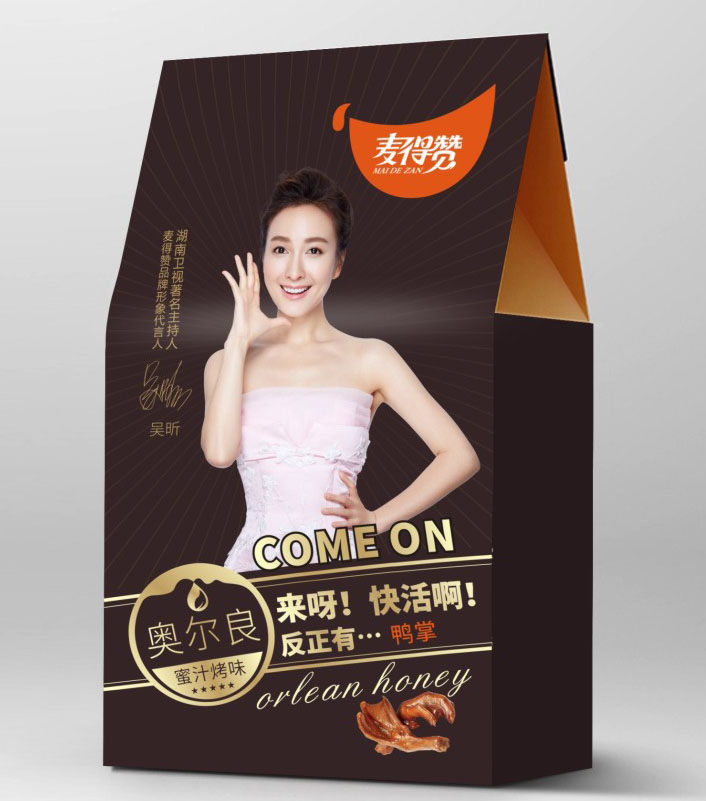 麦得赞
MAI DE ZAN
湖南卫视著名主持人
麦得赞品牌形象代言人
吴昕
COME ON
来呀！快活啊！
反正有…鸭掌
奥尔良
蜜汁烤味
orlean honey